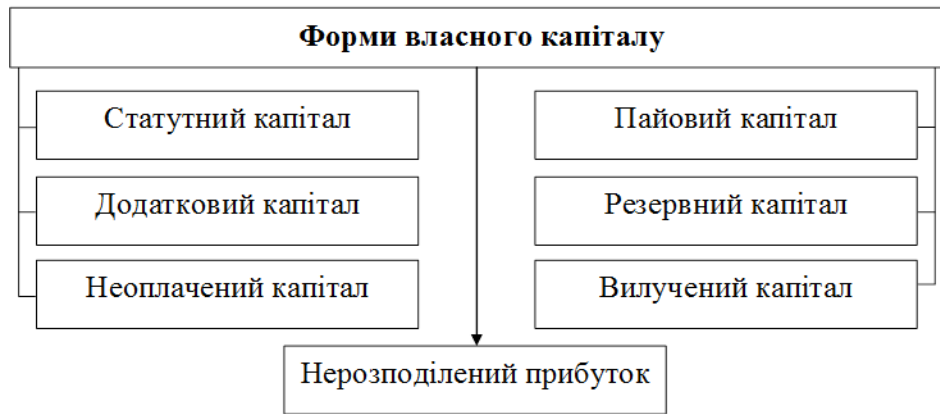 Форми власного капіталу
Статутний капітал
Пайовий капітал
Додатковий капітал
Резервний капітал
Неоплачений капітал
Вилучений капітал
Нерозподілений прибуток